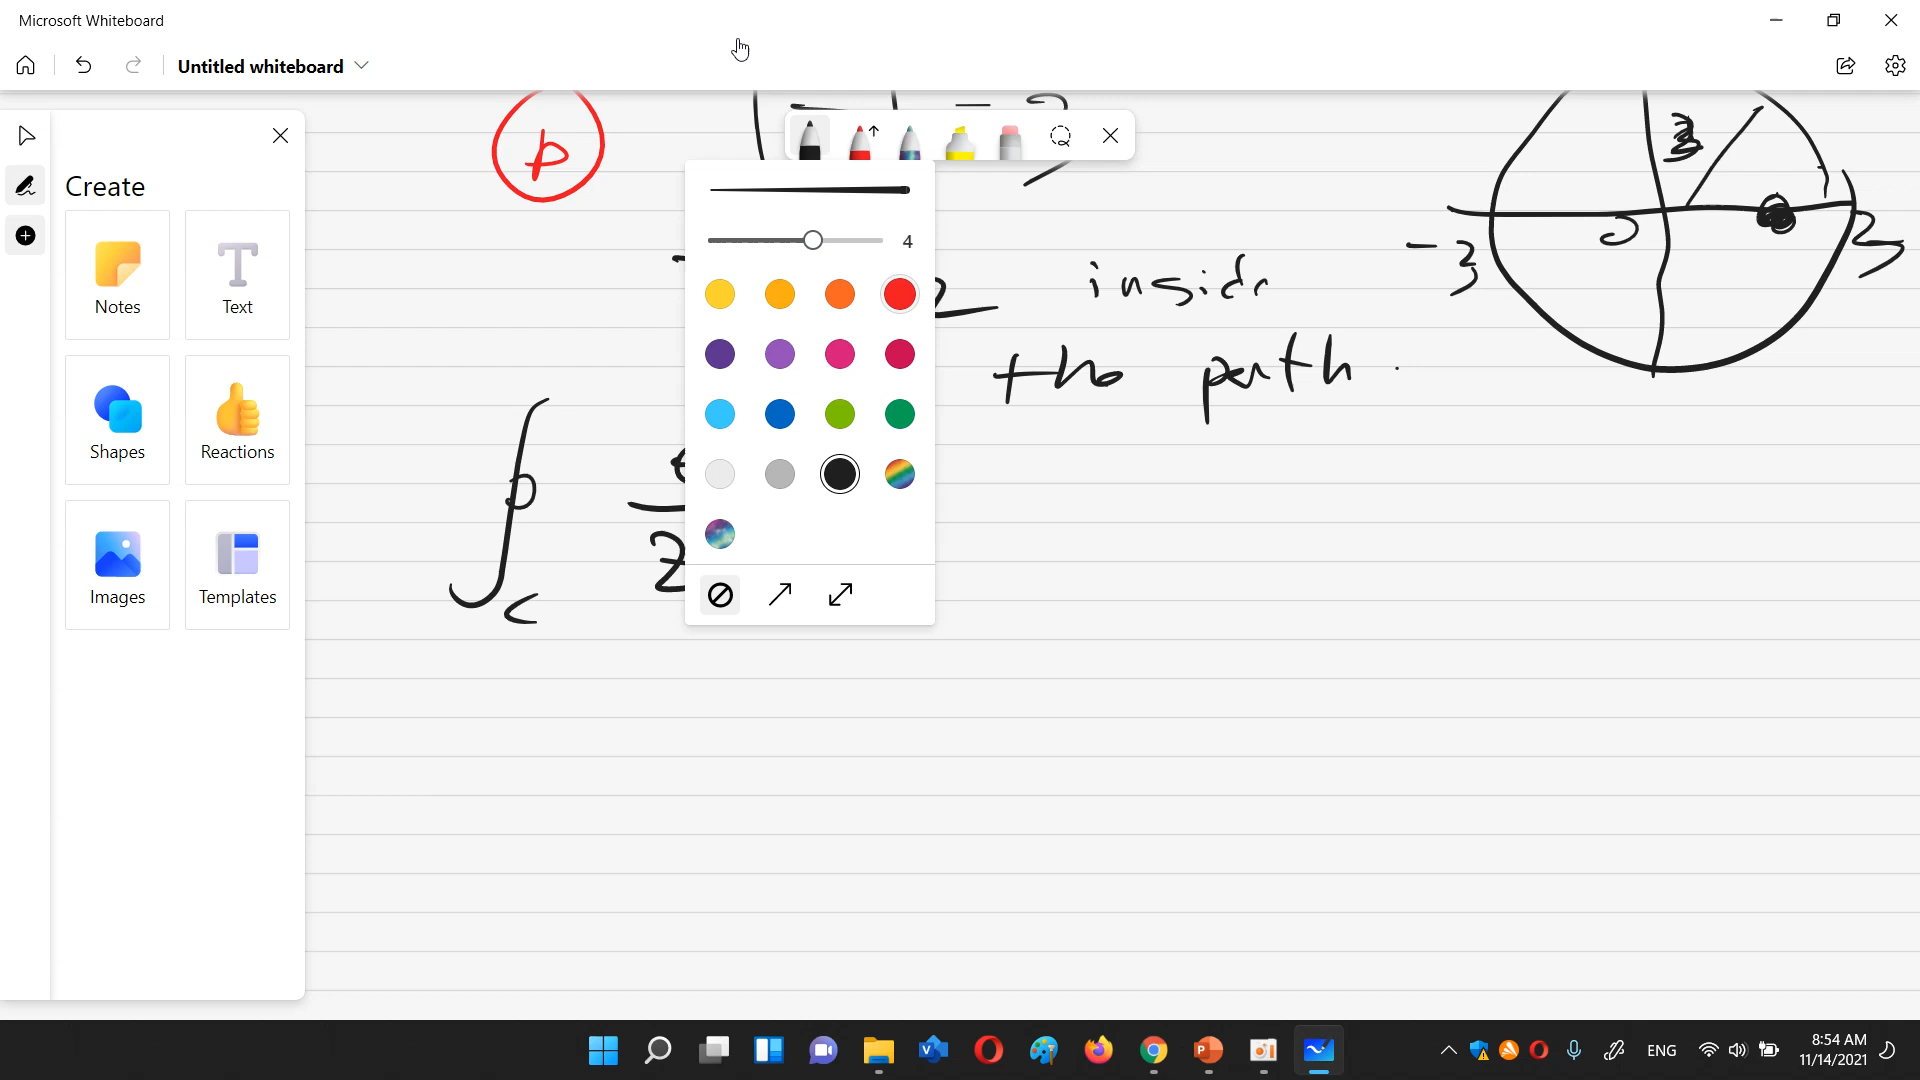 Microsoft Whiteboard
Untitled whiteboard
Create
Notes
Text
Shapes
Reactions
Images
Templates
p
4
3
- 3
inside
the path .
C
ENG
8:54 AM
11/14/2021